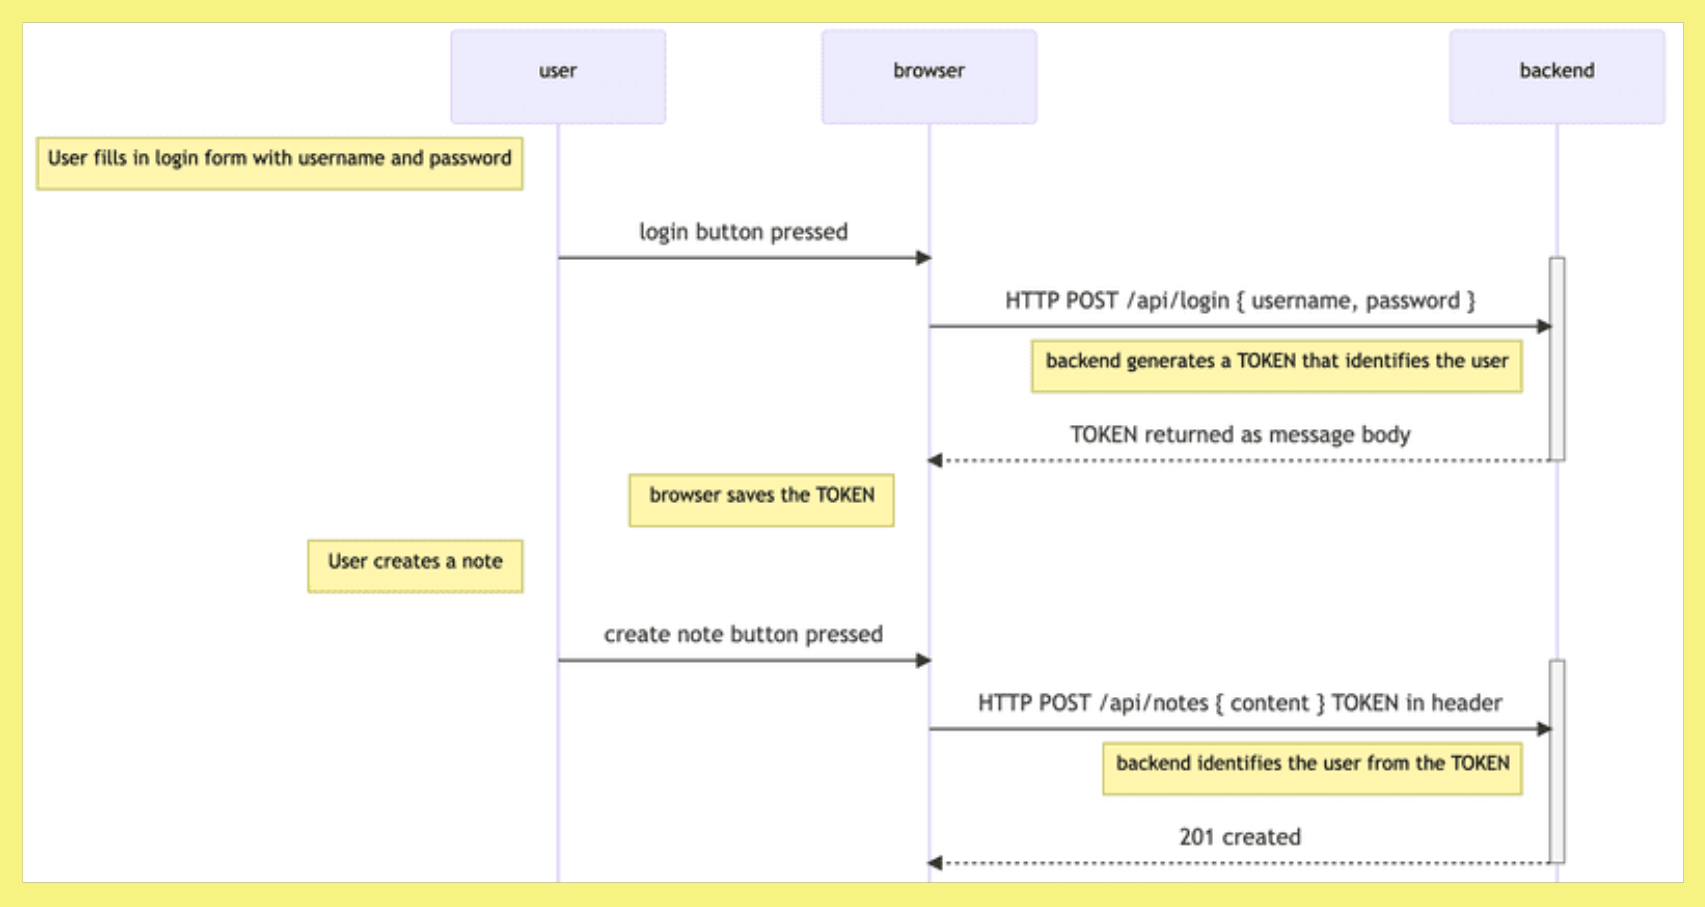 user
browser
backend
User fills in login form with username and password
login button pressed
HTTP POST /api/login { username, password }
backend generates a TOKEN that identifies the user
TOKEN returned as message body
browser saves the TOKEN
User creates a note
create note button pressed
HTTP POST /api/notes { content } TOKEN in header
backend identifies the user from the TOKEN
201 created